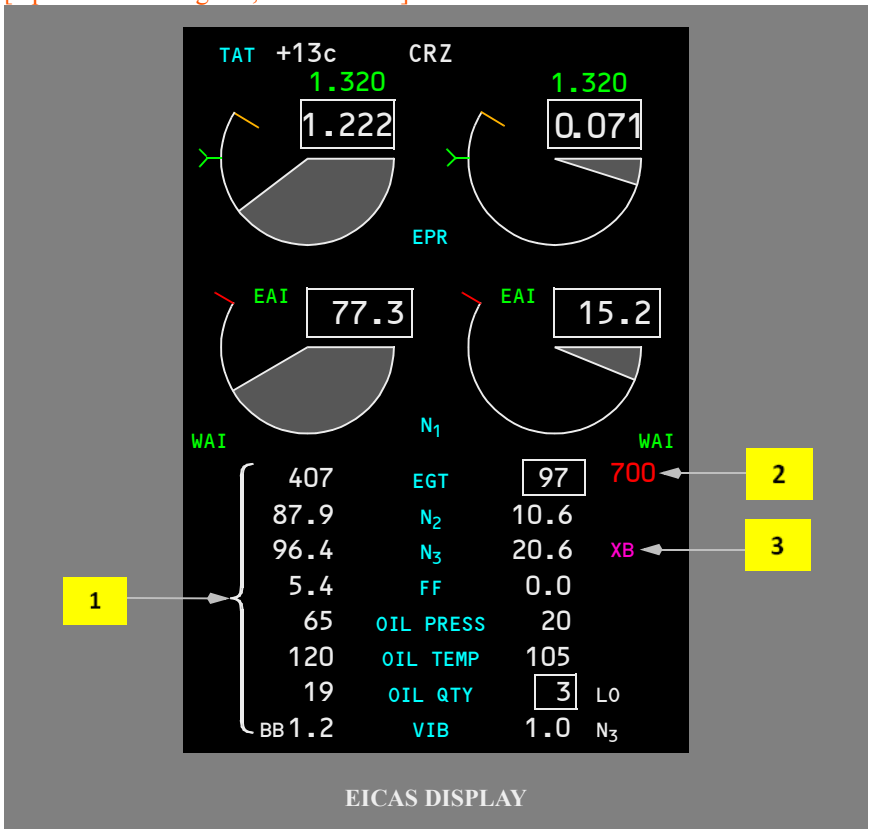 TAT +13c CRZ
1.320 1.320
1.222 0.071
EPR
EAI 77.3 EAI 15.2
N1
WAI WAI
407 EGT 97 700 2
87.9 N2 10.6
96.4 N3 20.6 XB 3
5.4 FF 0.0
1
65 OIL PRESS 20
120 OIL TEMP 105
19 OIL QTY 3 LO
BB 1.2 VIB 1.0 N3
EICAS DISPLAY